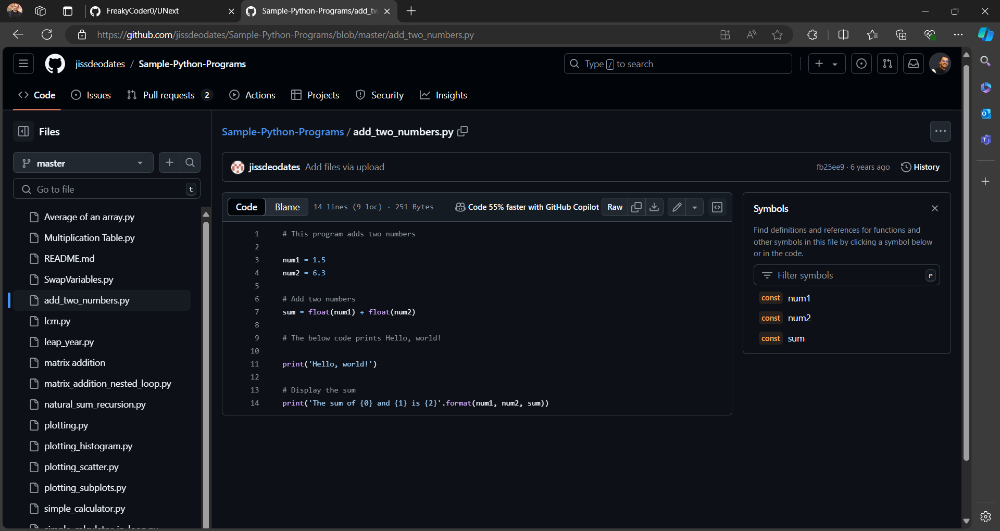 FreakyCoder0/UNext
Sample-Python-Programs/add_tw
https://github.com/jissdeodates/Sample-Python-Programs/blob/master/add_two_numbers.py
jissdeodates / Sample-Python-Programs
Type / to search
Code Issues Pull requests 2 Actions Projects Security Insights
Files
master
Go to file t
Average of an array.py
Multiplication Table.py
README.md
SwapVariables.py
add_two_numbers.py
lcm.py
leap_year.py
matrix addition
matrix_addition_nested_loop.py
natural_sum_recursion.py
plotting.py
plotting_histogram.py
plotting_scatter.py
plotting_subplots.py
simple_calculator.py
Sample-Python-Programs / add_two_numbers.py
jissdeodates Add files via upload
fb25ee9 · 6 years ago History
Code Blame 14 lines (9 loc) · 251 Bytes Code 55% faster with GitHub Copilot Raw
1 # This program adds two numbers
2
3 num1 = 1.5
4 num2 = 6.3
5
6 # Add two numbers
7 sum = float(num1) + float(num2)
8
9 # The below code prints Hello, world!
10
11 print('Hello, world!')
12
13 # Display the sum
14 print('The sum of {0} and {1} is {2}'.format(num1, num2, sum))
Symbols
Find definitions and references for functions and
other symbols in this file by clicking a symbol below
or in the code.
Filter symbols r
const num1
const num2
const sum